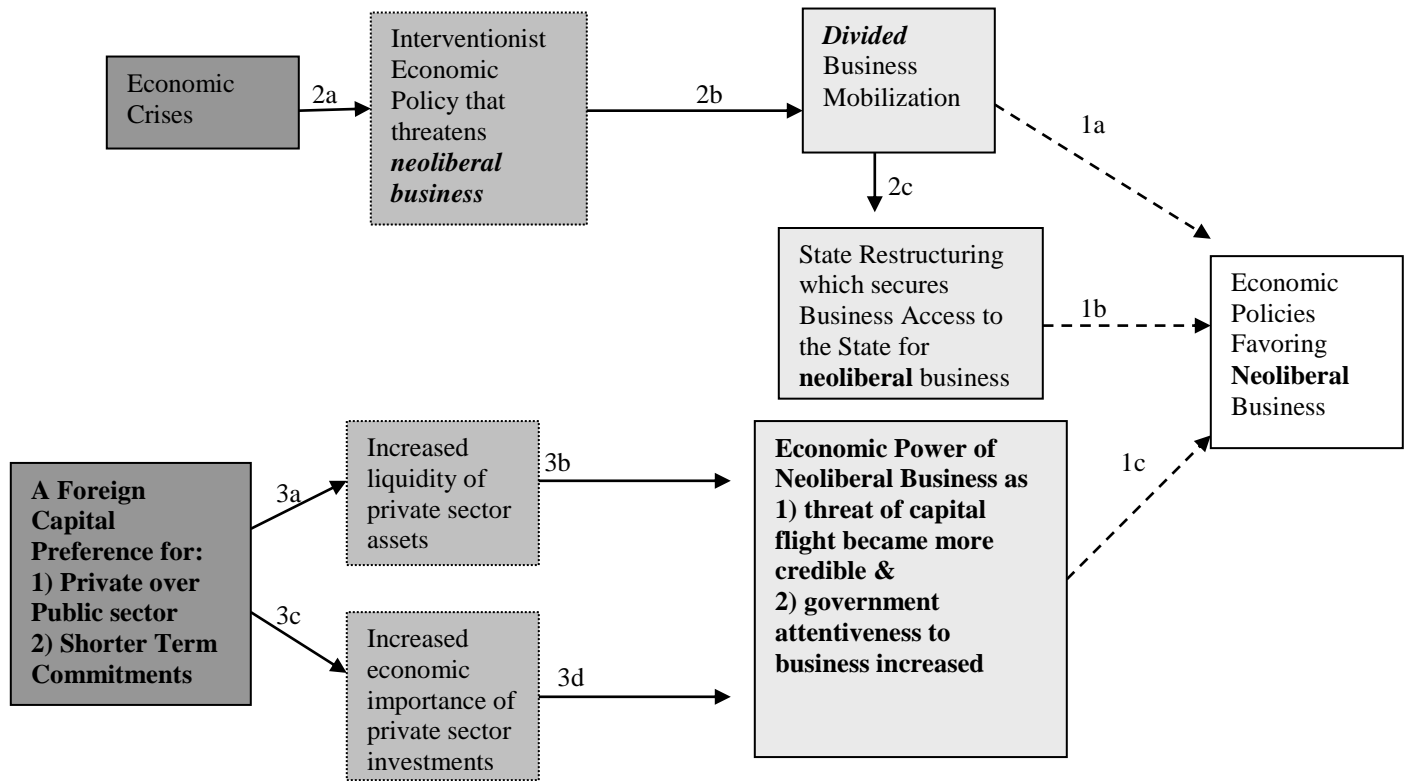 Economic
Crises
2a
Interventionist
Economic
Policy that
threatens
neoliberal
business
2b
Divided
Business
Mobilization
1a
2c
State Restructuring
which secures
Business Access to
the State for
neoliberal business
1b
Economic
Policies
Favoring
Neoliberal
Business
A Foreign
Capital
Preference for:
1) Private over
Public sector
2) Shorter Term
Commitments
3a
Increased
liquidity of
private sector
assets
3b
3c
Increased
economic
importance of
private sector
investments
3d
Economic Power of
Neoliberal Business as
1) threat of capital
flight became more
credible &
2) government
attentiveness to
business increased
1c